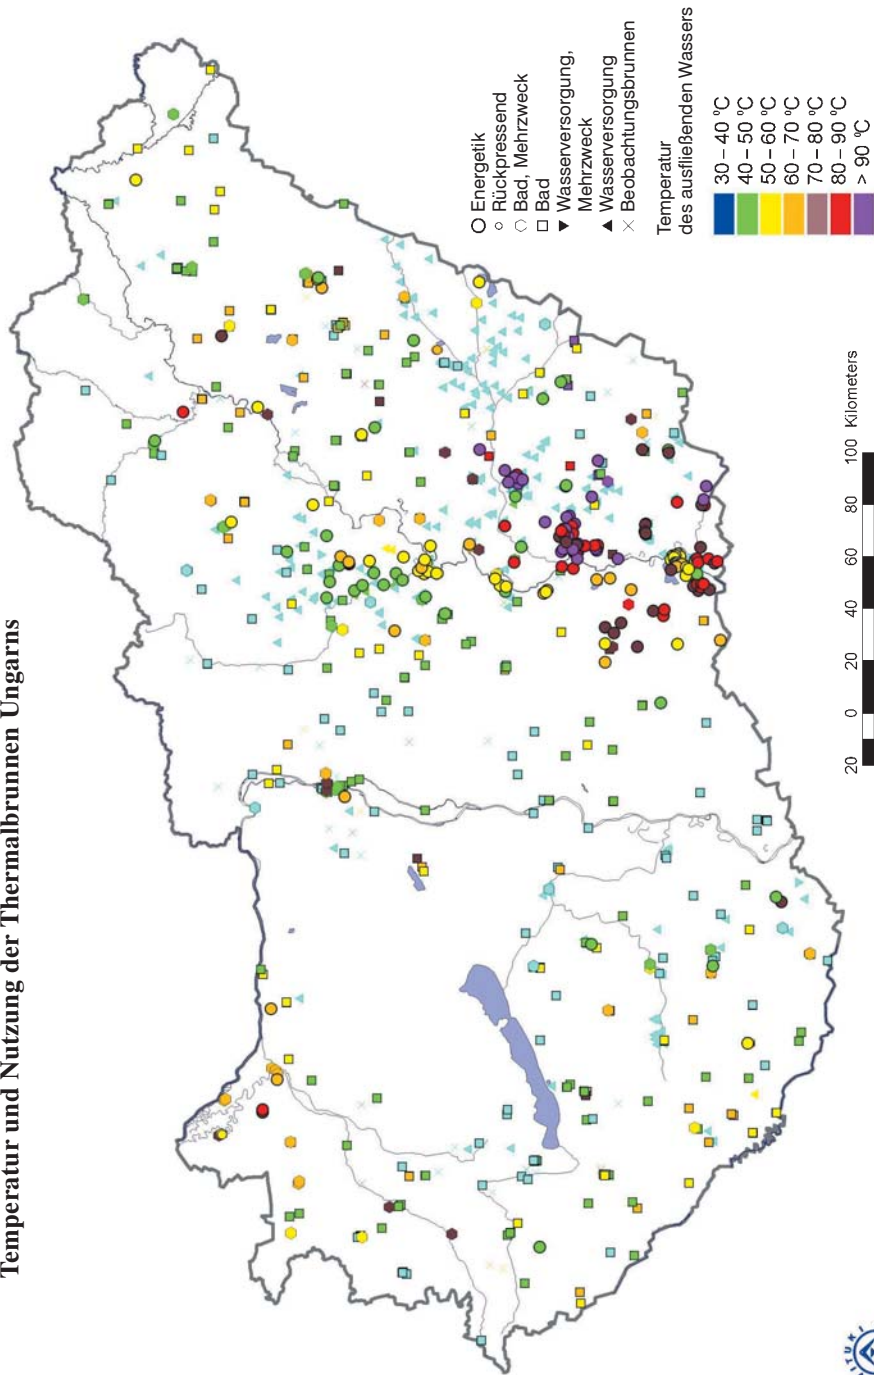 Temperatur und Nutzung der Thermalbrunnen Ungarns
Energetik
Rückpressend
Bad, Mehrzweck
Bad
Wasserversorgung,
Mehrzweck
Wasserversorgung
Beobachtungsbrunnen
Temperatur
des ausfließenden Wassers
30 – 40 °C
40 – 50 °C
50 – 60 °C
60 – 70 °C
70 – 80 °C
80 – 90 °C
> 90 °C
20 0 20 40 60 80 100 Kilometers